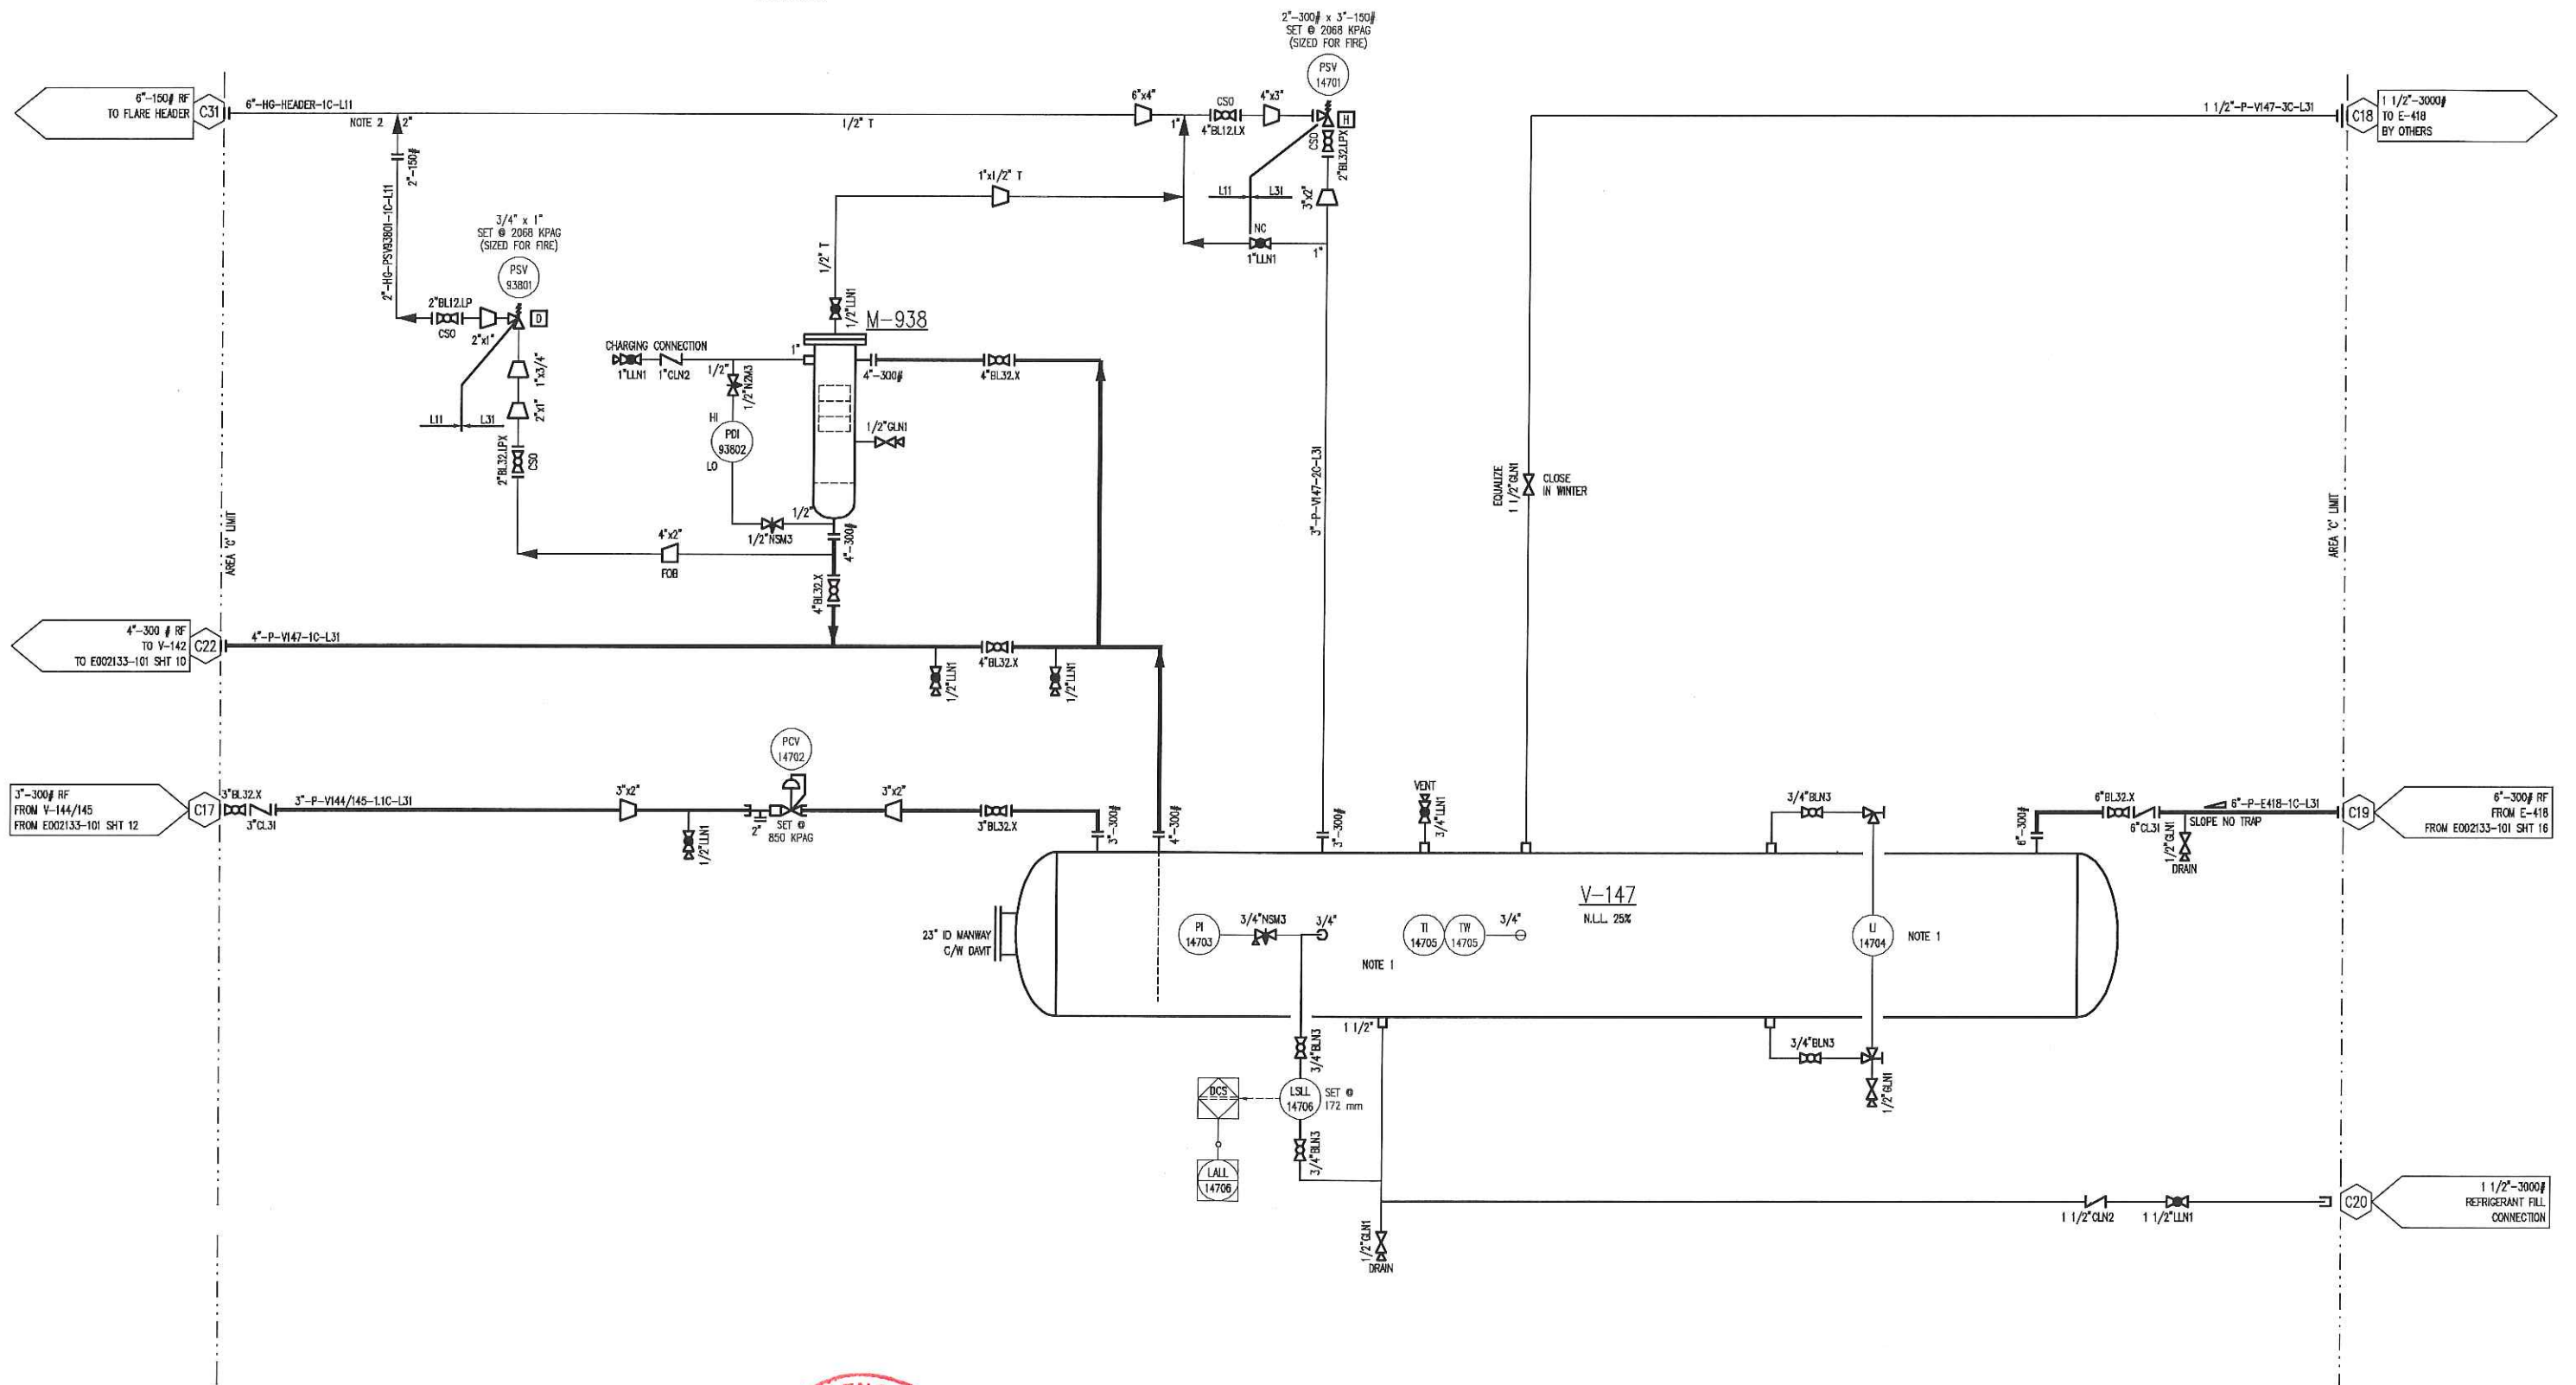 2"-300# x 3"-150#
SET @ 2068 KPAG
(SIZED FOR FIRE)
PSV
14701
6"-150# RF
TO FLARE HEADER
C31
6"-HG-HEADER-1C-L11
NOTE 2
2"
1/2" T
6"x4"
1"
CSO
4"BL12.LX
4"x3"
H
CSO
2"BL32.LPX
3"x2"
L11
L31
NC
1"LLN1
1"
1 1/2"-P-V147-3C-L31
C18
1 1/2"-3000#
TO E-418
BY OTHERS
2"-150#
2"-HG-PSV93801-1C-L11
3/4" x 1"
SET @ 2068 KPAG
(SIZED FOR FIRE)
PSV
93801
2"BL12.LP
CSO
2"x1"
D
1"x3/4"
2"x1"
L11
L31
2"BL32.LPX
CSO
1"x1/2" T
1/2" T
1/2"LLN1
M-938
CHARGING CONNECTION
1"LLN1
1"CLN2
1"
1/2"
1/2"N2M3
HI
PDI
93802
LO
4"-300#
4"BL32.X
1/2"GLN1
1/2"
1/2"NSM3
4"-300#
4"x2"
FOB
4"BL32.X
3"-P-V147-2C-L31
EQUALIZE
1 1/2"GLN1
CLOSE
IN WINTER
AREA 'C' LIMIT
AREA 'C' LIMIT
4"-300 # RF
TO V-142
TO E002133-101 SHT 10
C22
4"-P-V147-1C-L31
4"BL32.X
1/2"LLN1
1/2"LLN1
3"-300# RF
FROM V-144/145
FROM E002133-101 SHT 12
C17
3"BL32.X
3"CL31
3"-P-V144/145-1.1C-L31
3"x2"
1/2"LLN1
PCV
14702
2"
SET @
850 KPAG
3"x2"
3"BL32.X
3"-300#
4"-300#
3"-300#
VENT
3/4"LLN1
3/4"BLN3
6"-300#
6"BL32.X
6"CL31
6"-P-E418-1C-L31
SLOPE NO TRAP
1/2"GLN1
DRAIN
C19
6"-300# RF
FROM E-418
FROM E002133-101 SHT 16
V-147
N.L.L. 25%
23" ID MANWAY
C/W DAVIT
PI
14703
3/4"NSM3
3/4"
TI
14705
TW
14705
3/4"
NOTE 1
LI
14704
NOTE 1
1 1/2"
3/4"BLN3
3/4"BLN3
1/2"GLN1
DCS
LSLL
14706
SET @
172 mm
3/4"BLN3
LALL
14706
1/2"GLN1
DRAIN
1 1/2"CLN2
1 1/2"LLN1
C20
1 1/2"-3000#
REFRIGERANT FILL
CONNECTION